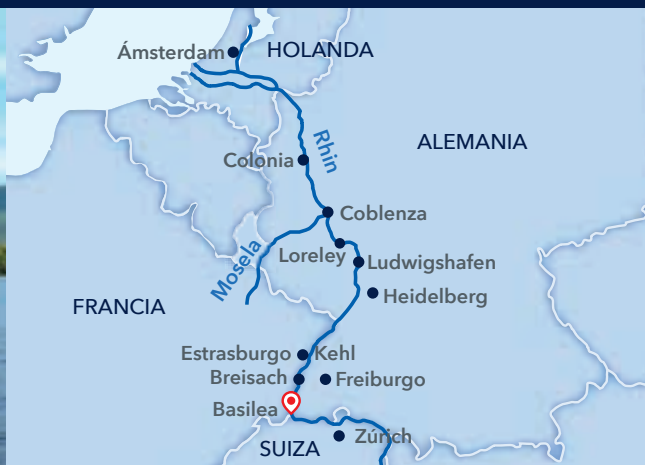 Ámsterdam
HOLANDA
Rhin
ALEMANIA
Colonia
Coblenza
Loreley
Mosela
Ludwigshafen
Heidelberg
FRANCIA
Estrasburgo
Kehl
Breisach
Freiburgo
Basilea
Zúrich
SUIZA